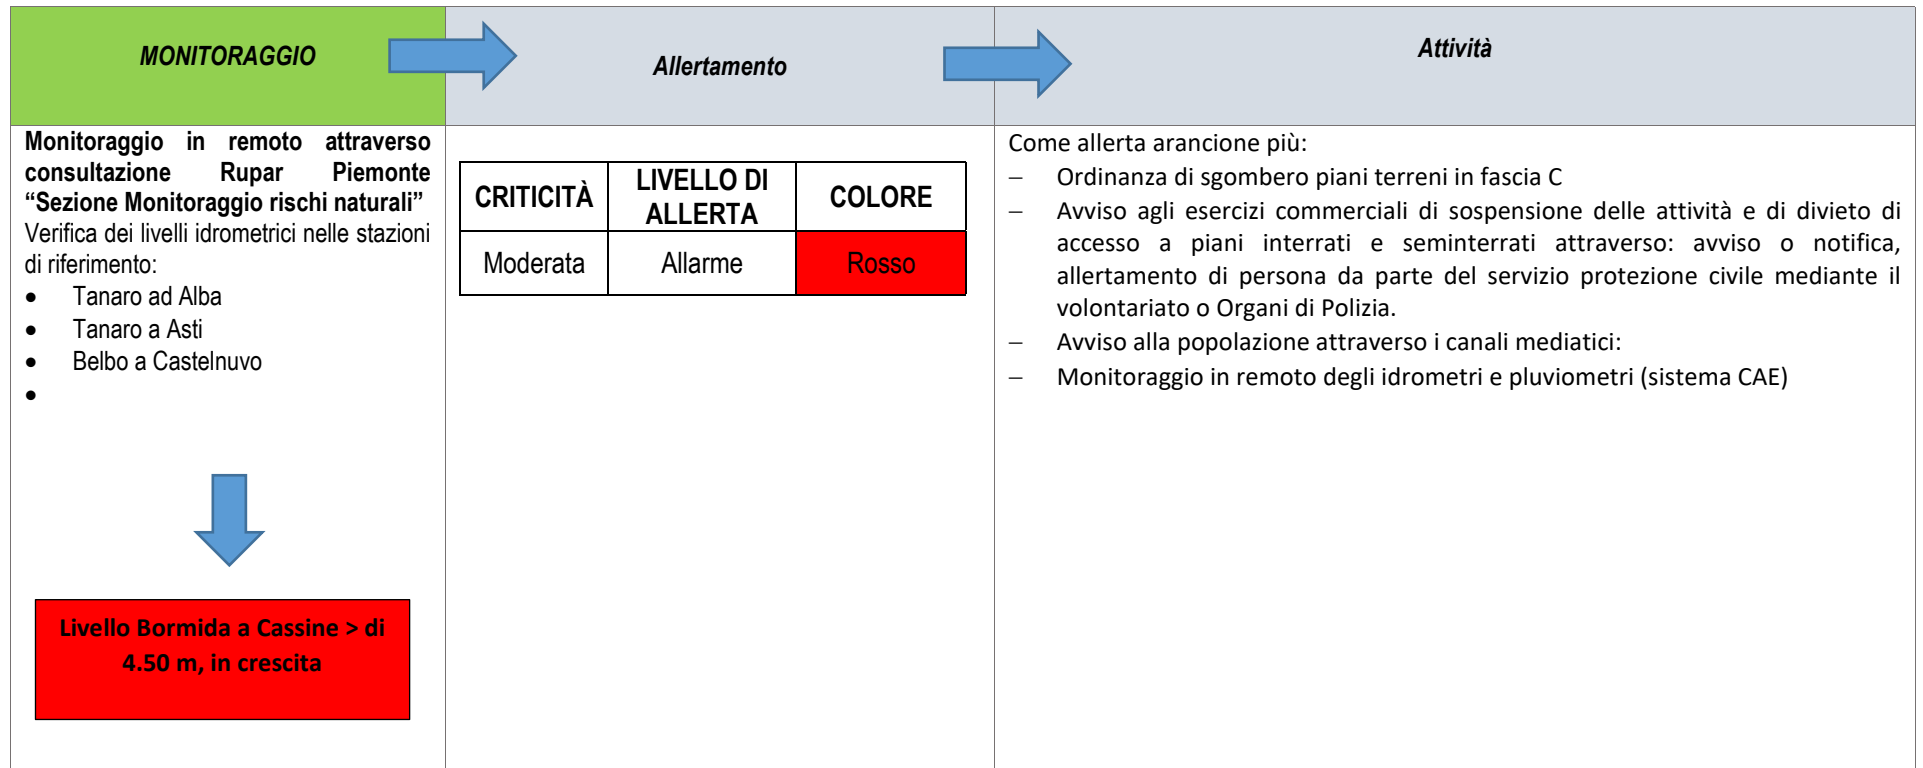 MONITORAGGIO
Allertamento
Attività
Monitoraggio in remoto attraverso
consultazione Rupar Piemonte
“Sezione Monitoraggio rischi naturali”
Verifica dei livelli idrometrici nelle stazioni
di riferimento:
• Tanaro ad Alba
• Tanaro a Asti
• Belbo a Castelnuvo
•
Livello Bormida a Cassine > di
4.50 m, in crescita
CRITICITÀ
LIVELLO DI
ALLERTA
COLORE
Moderata
Allarme
Rosso
Come allerta arancione più:
– Ordinanza di sgombero piani terreni in fascia C
– Avviso agli esercizi commerciali di sospensione delle attività e di divieto di
accesso a piani interrati e seminterrati attraverso: avviso o notifica,
allertamento di persona da parte del servizio protezione civile mediante il
volontariato o Organi di Polizia.
– Avviso alla popolazione attraverso i canali mediatici:
– Monitoraggio in remoto degli idrometri e pluviometri (sistema CAE)